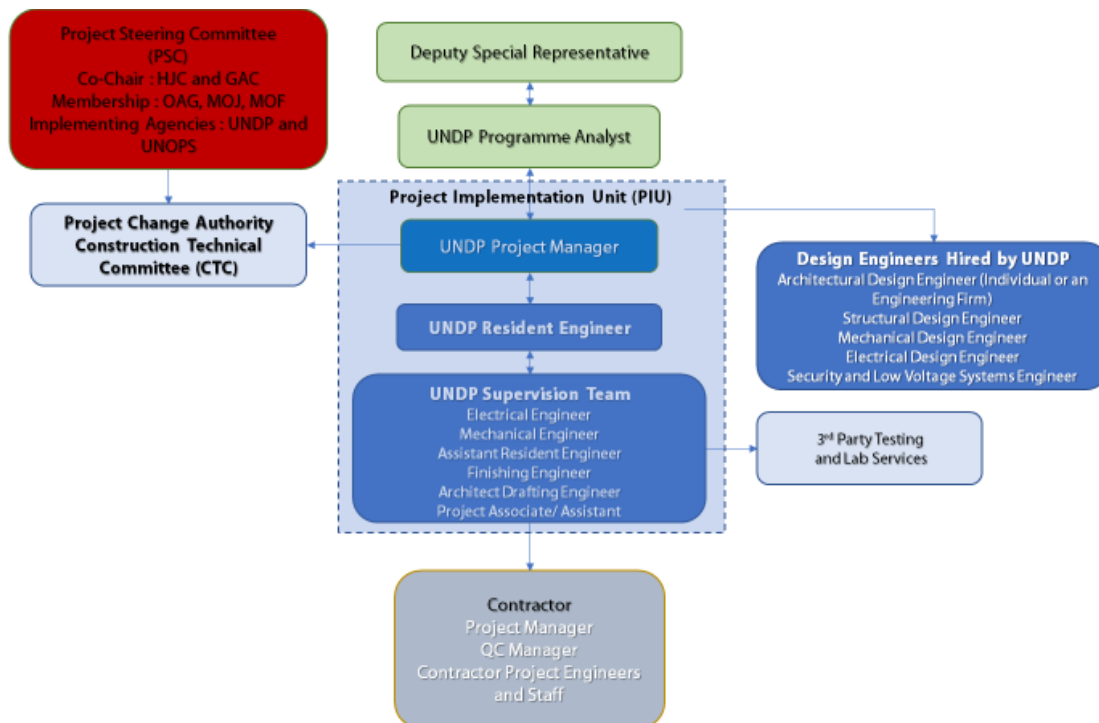 Project Steering Committee
(PSC)
Co-Chair : HJC and GAC
Membership : OAG, MOJ, MOF
Implementing Agencies : UNDP and
UNOPS
Deputy Special Representative
UNDP Programme Analyst
Project Implementation Unit (PIU)
Project Change Authority
Construction Technical
Committee (CTC)
UNDP Project Manager
Design Engineers Hired by UNDP
Architectural Design Engineer (Individual or an
Engineering Firm)
Structural Design Engineer
Mechanical Design Engineer
Electrical Design Engineer
Security and Low Voltage Systems Engineer
UNDP Resident Engineer
UNDP Supervision Team
Electrical Engineer
Mechanical Engineer
Assistant Resident Engineer
Finishing Engineer
Architect Drafting Engineer
Project Associate/ Assistant
3rd Party Testing
and Lab Services
Contractor
Project Manager
QC Manager
Contractor Project Engineers
and Staff